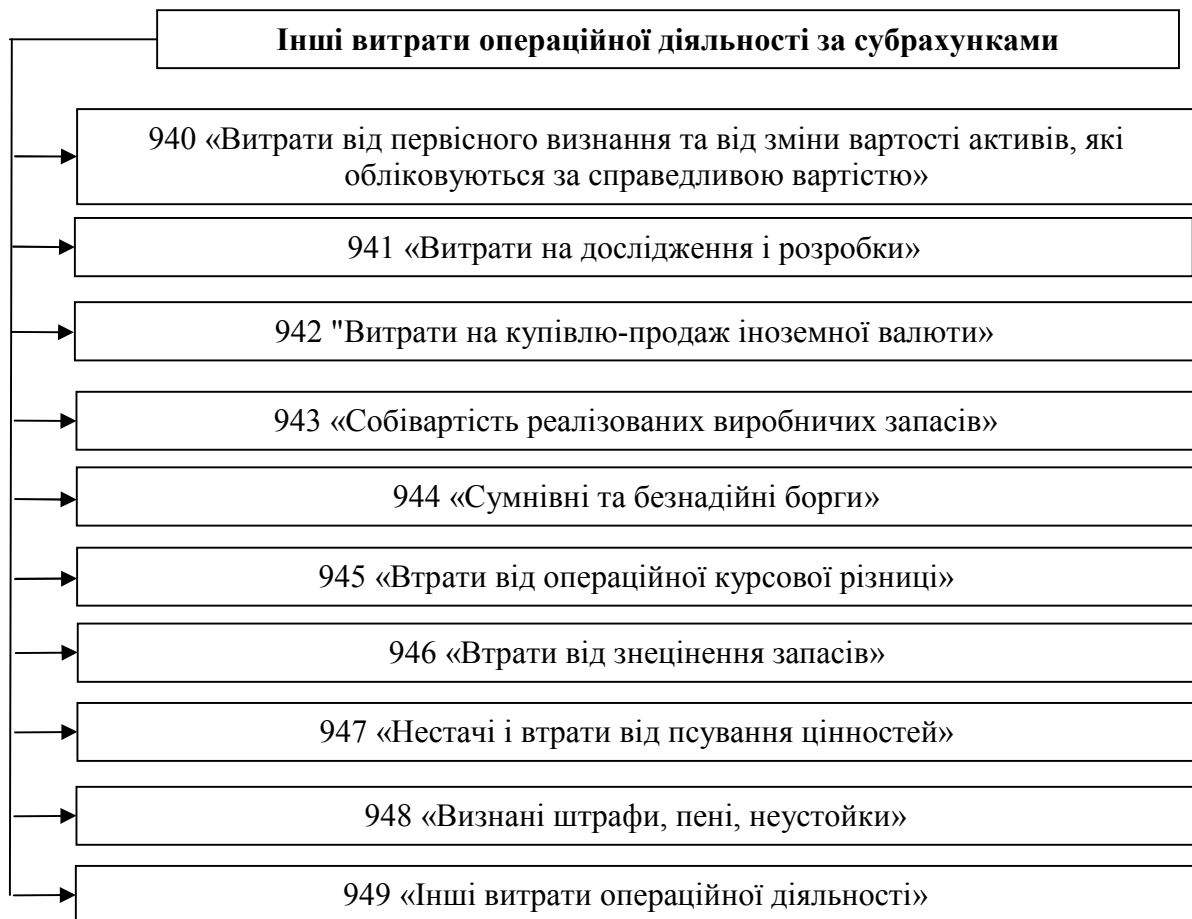 Інші витрати операційної діяльності за субрахунками
940 «Витрати від первісного визнання та від зміни вартості активів, які
обліковуються за справедливою вартістю»
941 «Витрати на дослідження і розробки»
942 "Витрати на купівлю-продаж іноземної валюти»
943 «Собівартість реалізованих виробничих запасів»
944 «Сумнівні та безнадійні борги»
945 «Втрати від операційної курсової різниці»
946 «Втрати від знецінення запасів»
947 «Нестачі і втрати від псування цінностей»
948 «Визнані штрафи, пені, неустойки»
949 «Інші витрати операційної діяльності»